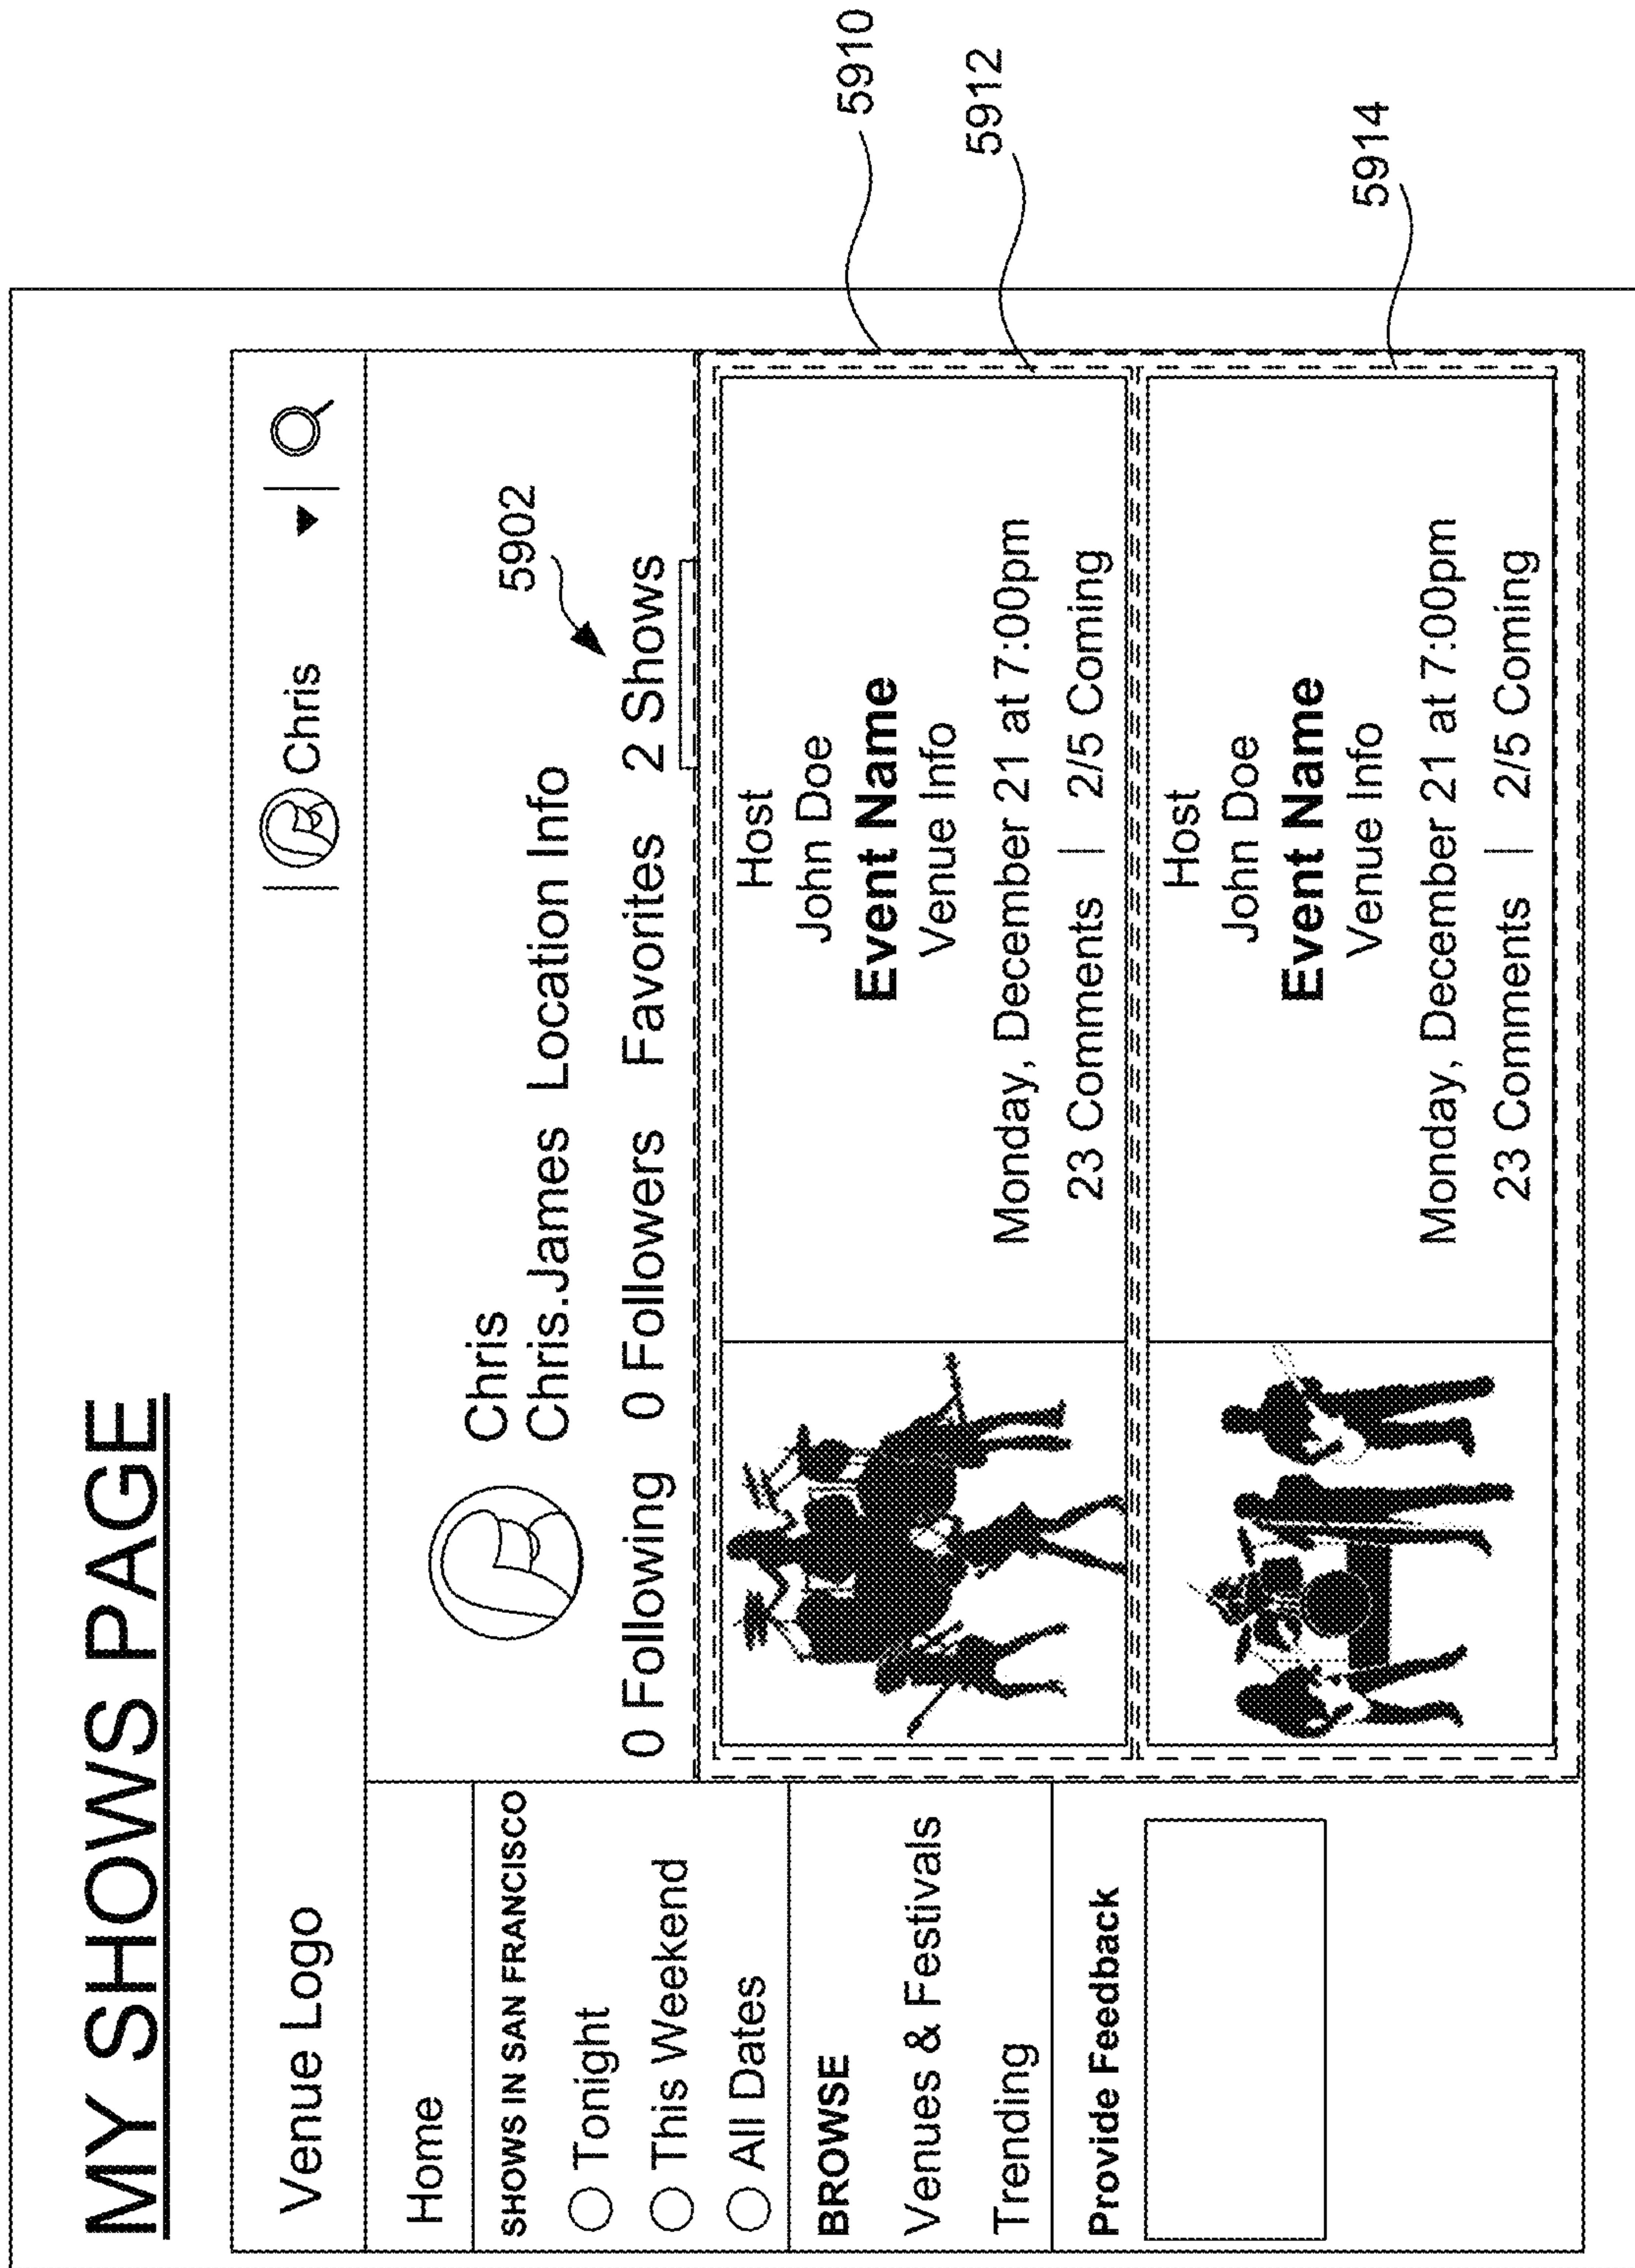 MY SHOWS PAGE
Venue Logo
Chris
Home
SHOWS IN SAN FRANCISCO
Tonight
This Weekend
All Dates
BROWSE
Venues & Festivals
Trending
Provide Feedback
Chris
Chris.James Location Info
5902
0 Following 0 Followers Favorites 2 Shows
5910
Host
John Doe
Event Name
Venue Info
Monday, December 21 at 7:00pm
23 Comments | 2/5 Coming
5912
Host
John Doe
Event Name
Venue Info
Monday, December 21 at 7:00pm
23 Comments | 2/5 Coming
5914